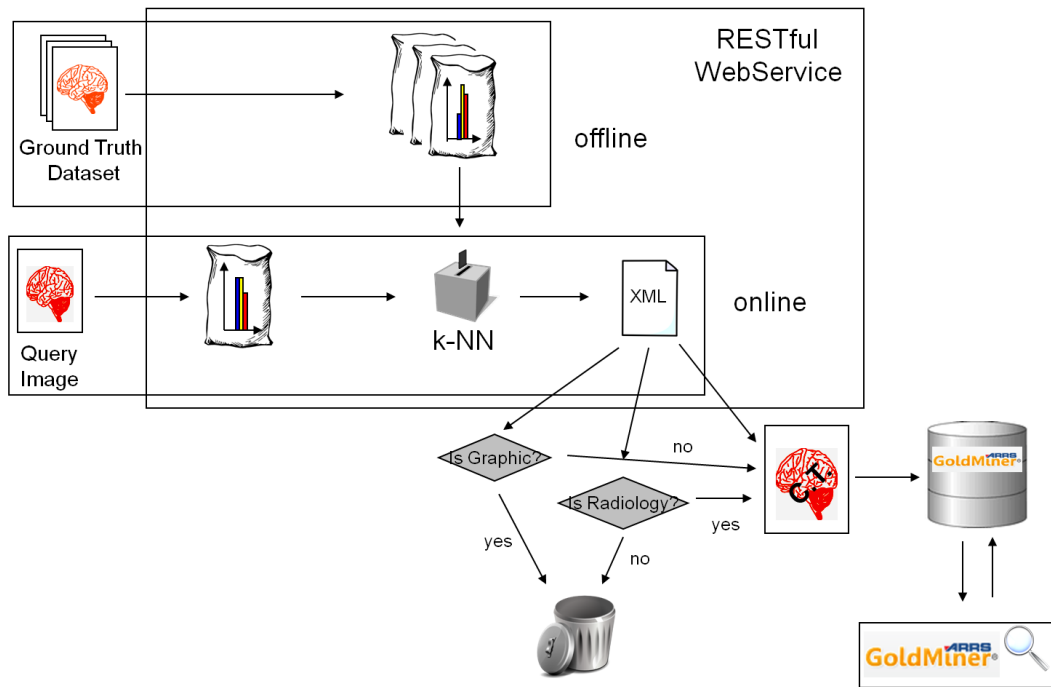 RESTful
WebService
Ground Truth
Dataset
offline
Query
Image
k-NN
XML
online
Is Graphic?
no
Is Radiology?
yes
yes
no
C.T.
ARRS
GoldMiner®
ARRS
GoldMiner®